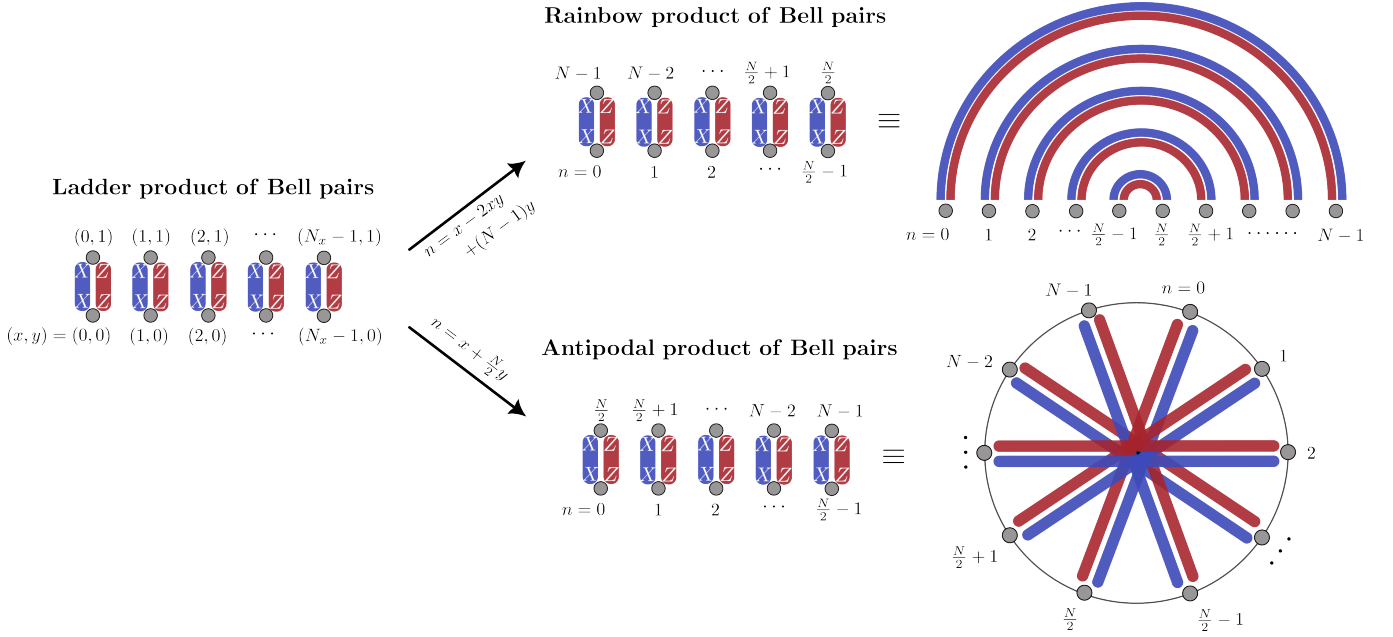 Rainbow product of Bell pairs
N − 1 N − 2 ··· N/2 + 1 N/2
X Z X Z X Z X Z X Z
X Z X Z X Z X Z X Z
n = 0 1 2 ··· N/2 − 1
≡
n = 0 1 2 ··· N/2 − 1 N/2 N/2 + 1 ······ N − 1
Ladder product of Bell pairs
(0, 1) (1, 1) (2, 1) ··· (Nx − 1, 1)
X Z X Z X Z X Z X Z
X Z X Z X Z X Z X Z
(x, y) = (0, 0) (1, 0) (2, 0) ··· (Nx − 1, 0)
n = x − 2xy
+(N − 1)y
n = x + N/2 y
Antipodal product of Bell pairs
N/2 N/2 + 1 ··· N − 2 N − 1
X Z X Z X Z X Z X Z
X Z X Z X Z X Z X Z
n = 0 1 2 ··· N/2 − 1
≡
N − 1 n = 0
N − 2 1
⋮ 2
N/2 + 1 ⋰
N/2 N/2 − 1